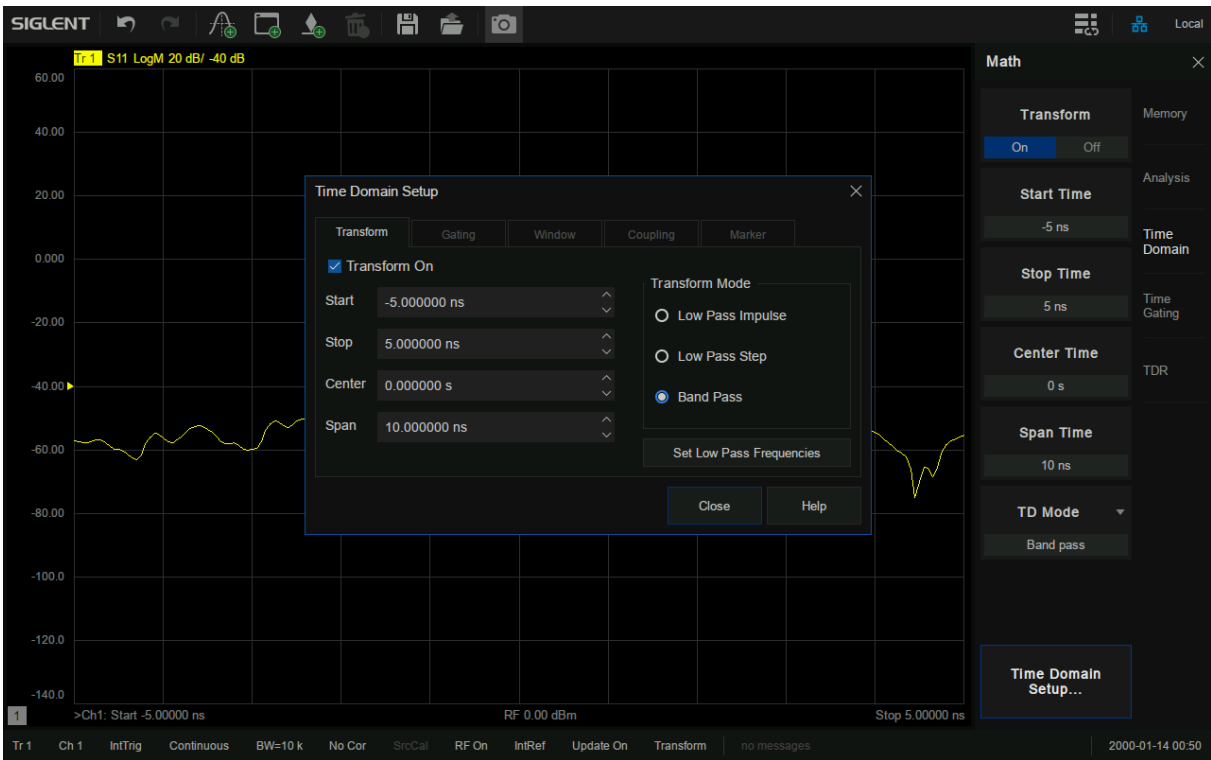 SIGLENT
Local
Tr 1 S11 LogM 20 dB/ -40 dB
60.00
40.00
20.00
0.000
-20.00
-40.00
-60.00
-80.00
-100.0
-120.0
-140.0
1
>Ch1: Start -5.00000 ns
RF 0.00 dBm
Stop 5.00000 ns
Time Domain Setup
Transform
Gating
Window
Coupling
Marker
Transform On
Start
-5.000000 ns
Stop
5.000000 ns
Center
0.000000 s
Span
10.000000 ns
Transform Mode
Low Pass Impulse
Low Pass Step
Band Pass
Set Low Pass Frequencies
Close
Help
Math
Transform
On
Off
Start Time
-5 ns
Stop Time
5 ns
Center Time
0 s
Span Time
10 ns
TD Mode
Band pass
Time Domain
Setup...
Memory
Analysis
Time
Domain
Time
Gating
TDR
Tr 1
Ch 1
IntTrig
Continuous
BW=10 k
No Cor
SrcCal
RF On
IntRef
Update On
Transform
no messages
2000-01-14 00:50